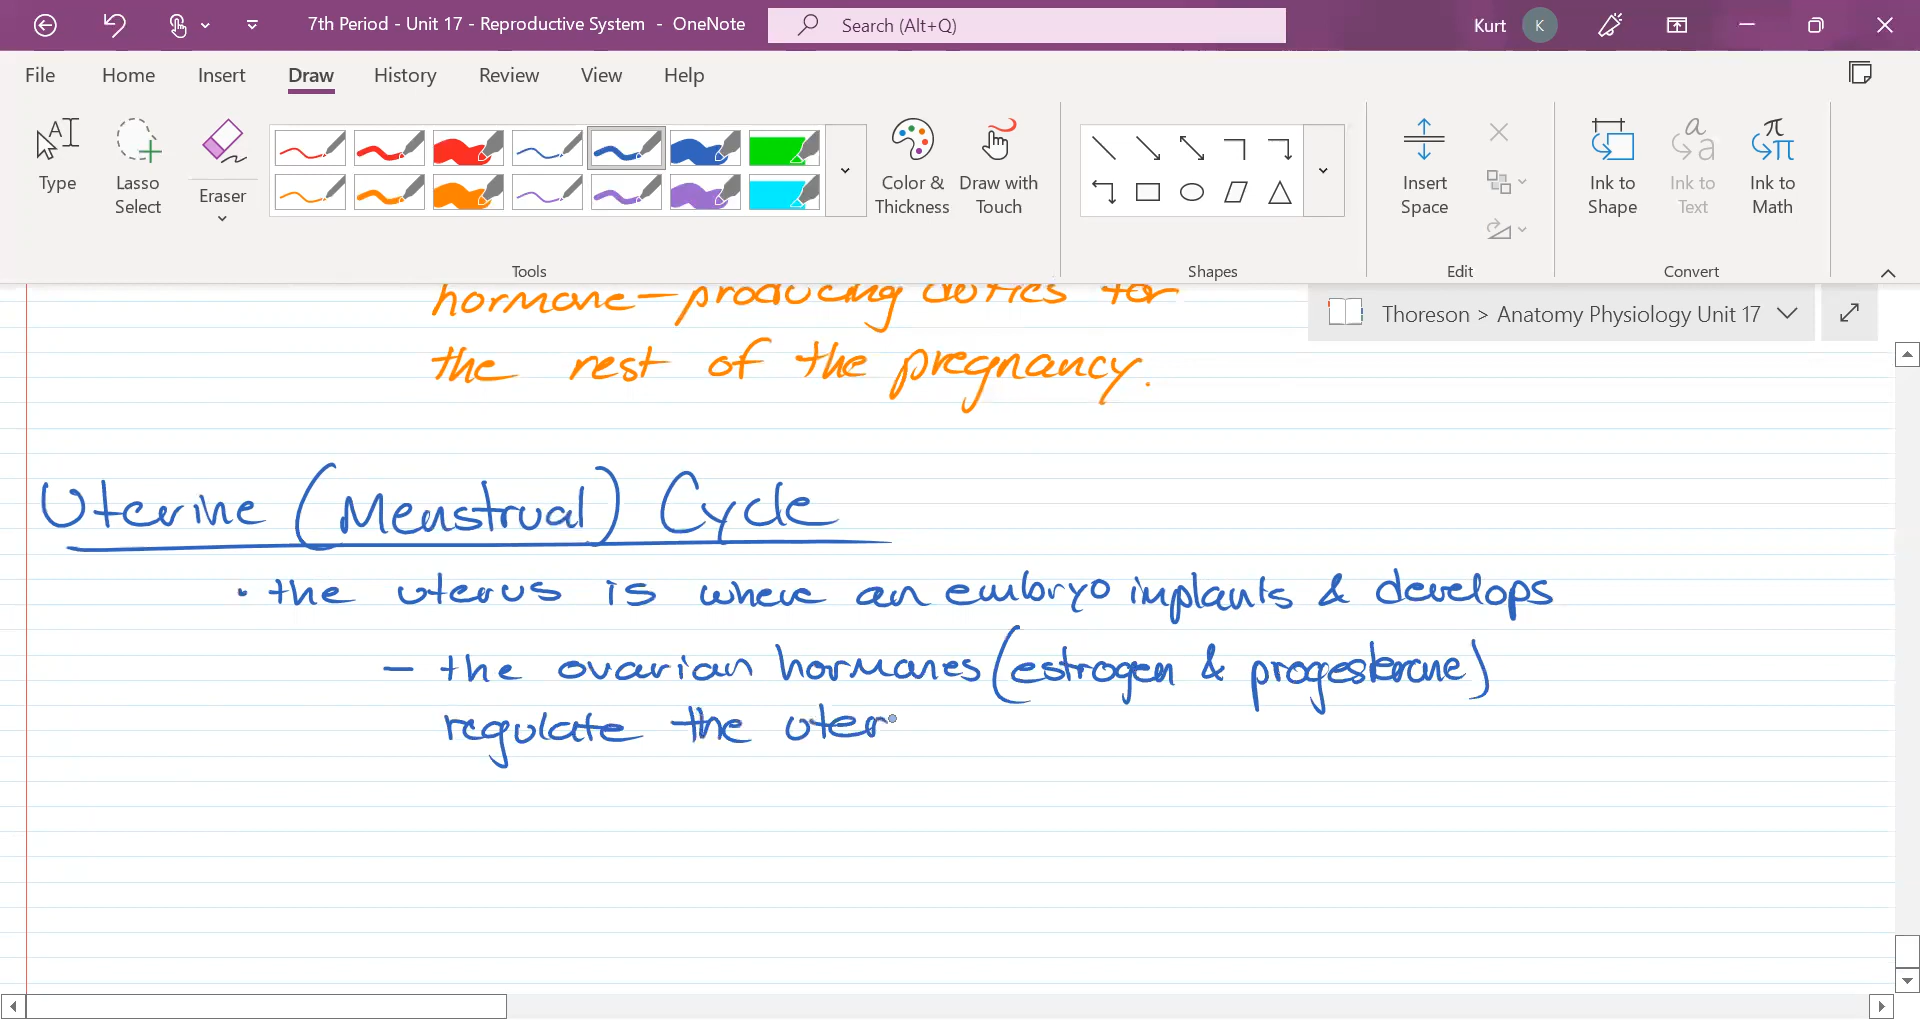 7th Period - Unit 17 - Reproductive System - OneNote
Search (Alt+Q)
Kurt
K
File Home Insert Draw History Review View Help
Type
Lasso Select
Eraser
Color & Thickness
Draw with Touch
Insert Space
Ink to Shape
Ink to Text
Ink to Math
Tools
Shapes
Edit
Convert
Thoreson > Anatomy Physiology Unit 17
hormone-producing duties for
the rest of the pregnancy.
Uterine (Menstrual) Cycle
• the uterus is where an embryo implants & develops
- the ovarian hormones (estrogen & progesterone)
regulate the uter